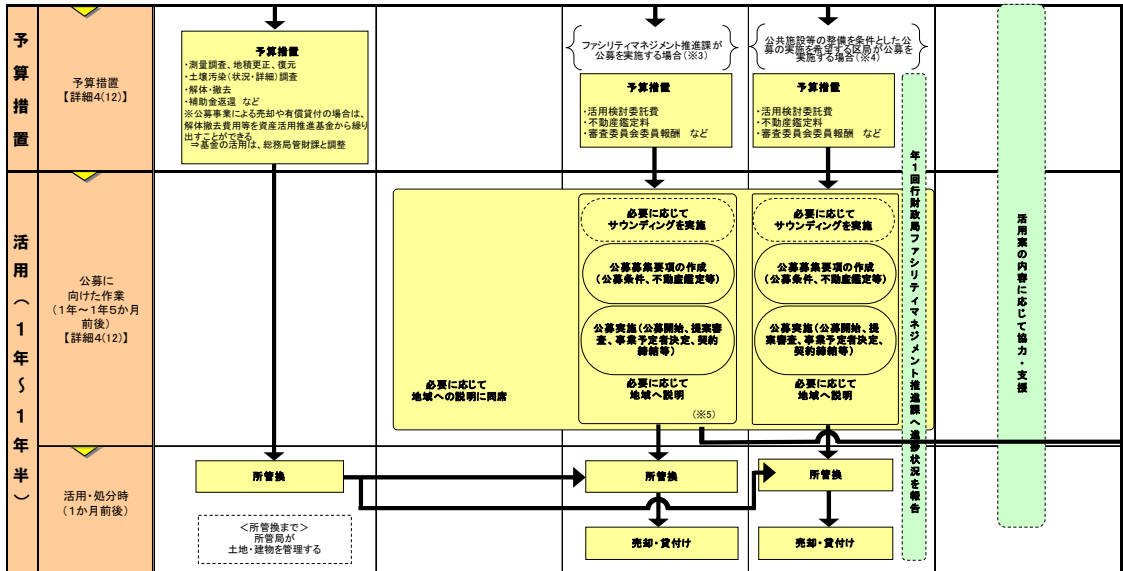 予算措置
予算措置
【詳細4(12)】
予算措置
・測量調査、地積更正、復元
・土壌汚染(状況・詳細)調査
・解体・撤去
・補助金返還 など
※公募事業による売却や有償貸付の場合は、
解体撤去費用等を資産活用推進基金から繰り
出すことができる
⇒基金の活用は、総務局管財課と調整
ファシリティマネジメント推進課が
公募を実施する場合(※3)
予算措置
・活用検討委託費
・不動産鑑定料
・審査委員会委員報酬 など
公共施設等の整備を条件とした公
募の実施を希望する区局が公募を
実施する場合(※4)
予算措置
・活用検討委託費
・不動産鑑定料
・審査委員会委員報酬 など
年1回行財政局ファシリティマネジメント推進課へ進捗状況を報告
活用案の内容に応じて協力・支援
活用(1年~1年半)
公募に
向けた作業
(1年~1年5か月
前後)
【詳細4(12)】
必要に応じて
地域への説明に同席
必要に応じて
サウンディングを実施
公募募集要項の作成
(公募条件、不動産鑑定等)
公募実施(公募開始、提案審
査、事業予定者決定、契約
締結等)
必要に応じて
地域へ説明
(※5)
必要に応じて
サウンディングを実施
公募募集要項の作成
(公募条件、不動産鑑定等)
公募実施(公募開始、提
案審査、事業予定者決定、
契約締結等)
必要に応じて
地域へ説明
活用・処分時
(1か月前後)
所管換
所管換
所管換
<所管換まで>
所管局が
土地・建物を管理する
売却・貸付け
売却・貸付け